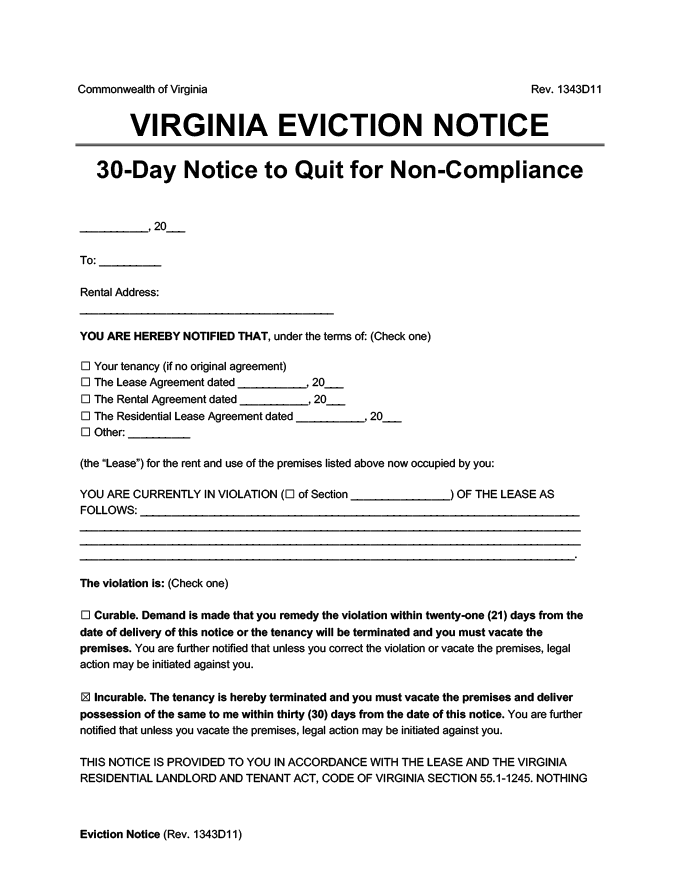 Commonwealth of Virginia Rev. 1343D11
VIRGINIA EVICTION NOTICE
30-Day Notice to Quit for Non-Compliance
___________, 20___
To: __________
Rental Address:
_________________________________________
YOU ARE HEREBY NOTIFIED THAT, under the terms of: (Check one)
☐ Your tenancy (if no original agreement)
☐ The Lease Agreement dated ___________, 20___
☐ The Rental Agreement dated ___________, 20___
☐ The Residential Lease Agreement dated ___________, 20___
☐ Other: __________
(the “Lease”) for the rent and use of the premises listed above now occupied by you:
YOU ARE CURRENTLY IN VIOLATION (☐ of Section ________________) OF THE LEASE AS
FOLLOWS: _______________________________________________________________________
_________________________________________________________________________________
_________________________________________________________________________________
________________________________________________________________________________.
The violation is: (Check one)
☐ Curable. Demand is made that you remedy the violation within twenty-one (21) days from the
date of delivery of this notice or the tenancy will be terminated and you must vacate the
premises. You are further notified that unless you correct the violation or vacate the premises, legal
action may be initiated against you.
☒ Incurable. The tenancy is hereby terminated and you must vacate the premises and deliver
possession of the same to me within thirty (30) days from the date of this notice. You are further
notified that unless you vacate the premises, legal action may be initiated against you.
THIS NOTICE IS PROVIDED TO YOU IN ACCORDANCE WITH THE LEASE AND THE VIRGINIA
RESIDENTIAL LANDLORD AND TENANT ACT, CODE OF VIRGINIA SECTION 55.1-1245. NOTHING
Eviction Notice (Rev. 1343D11)